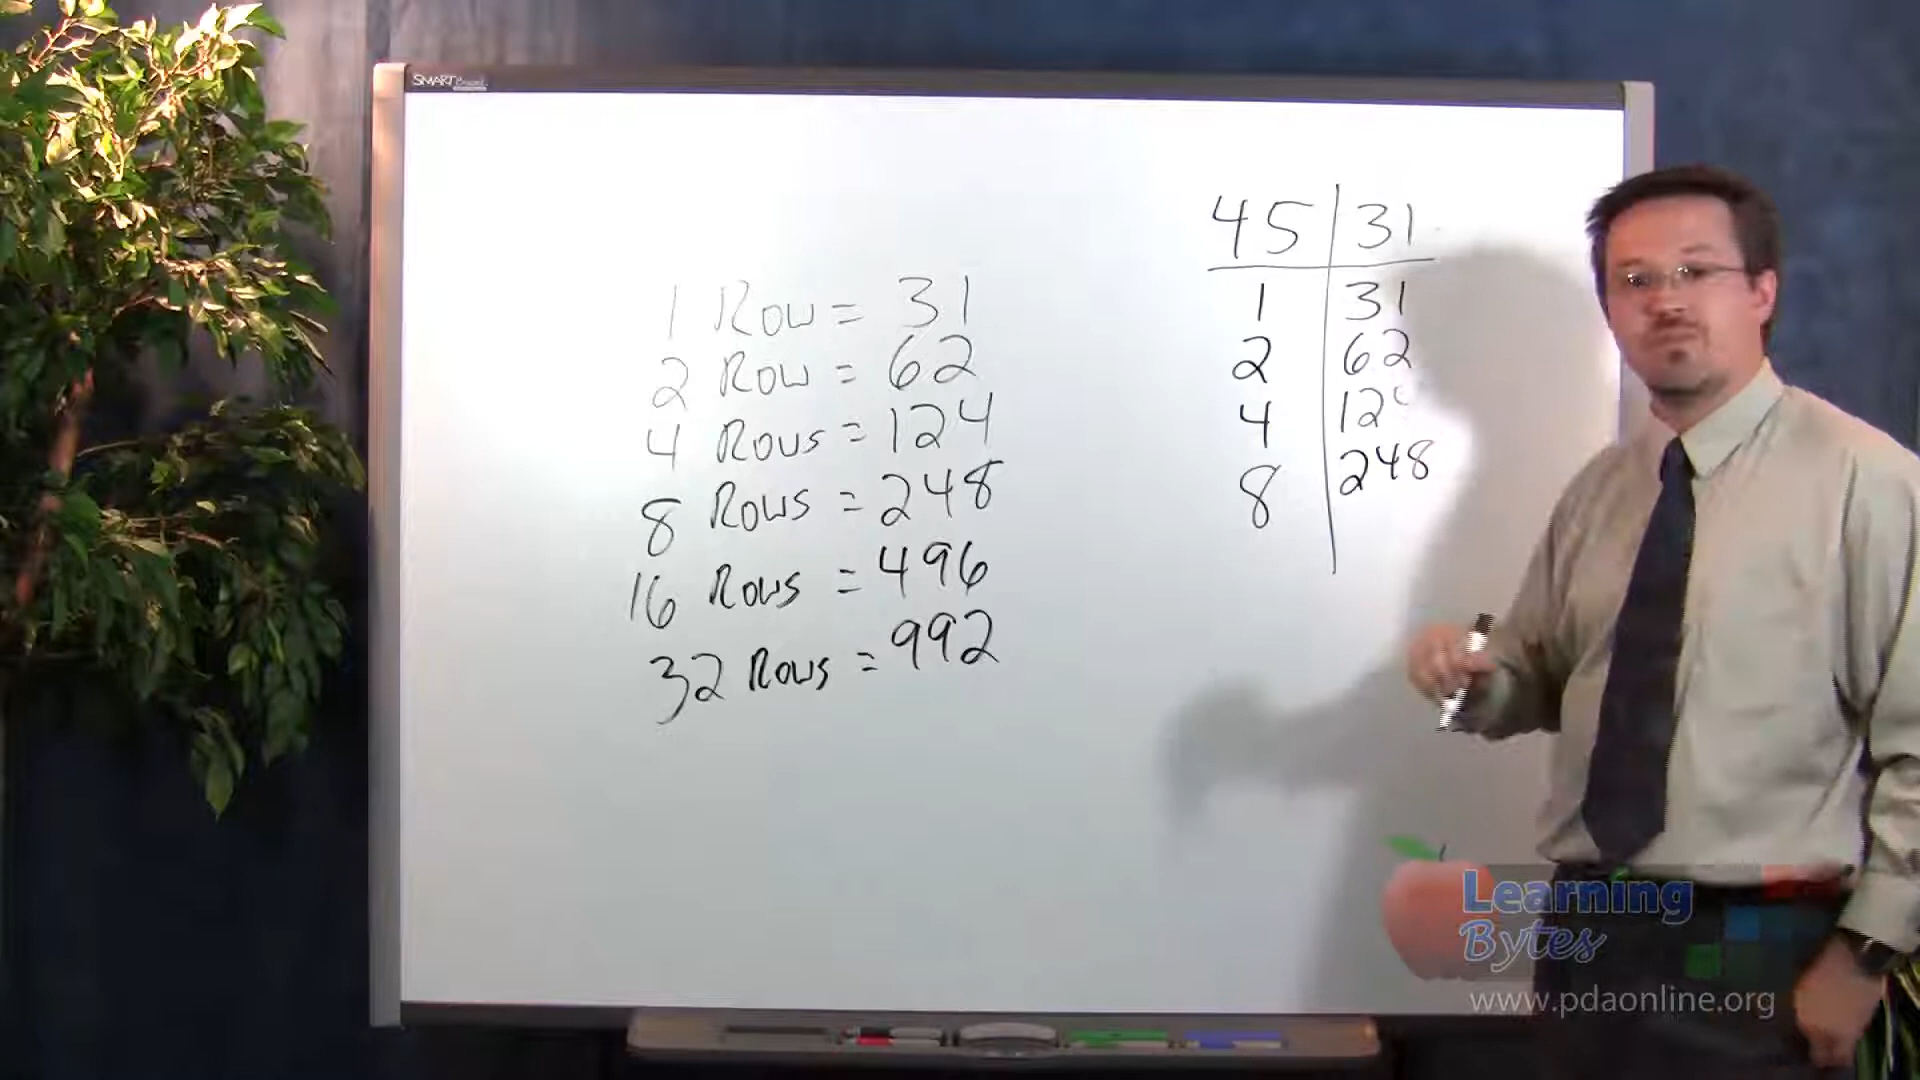 SMART Board
1 Row = 31
2 Row = 62
4 Rows = 124
8 Rows = 248
16 Rows = 496
32 Rows = 992
45 31
1 31
2 62
4 12
8 248
Learning
Bytes
www.pdaonline.org